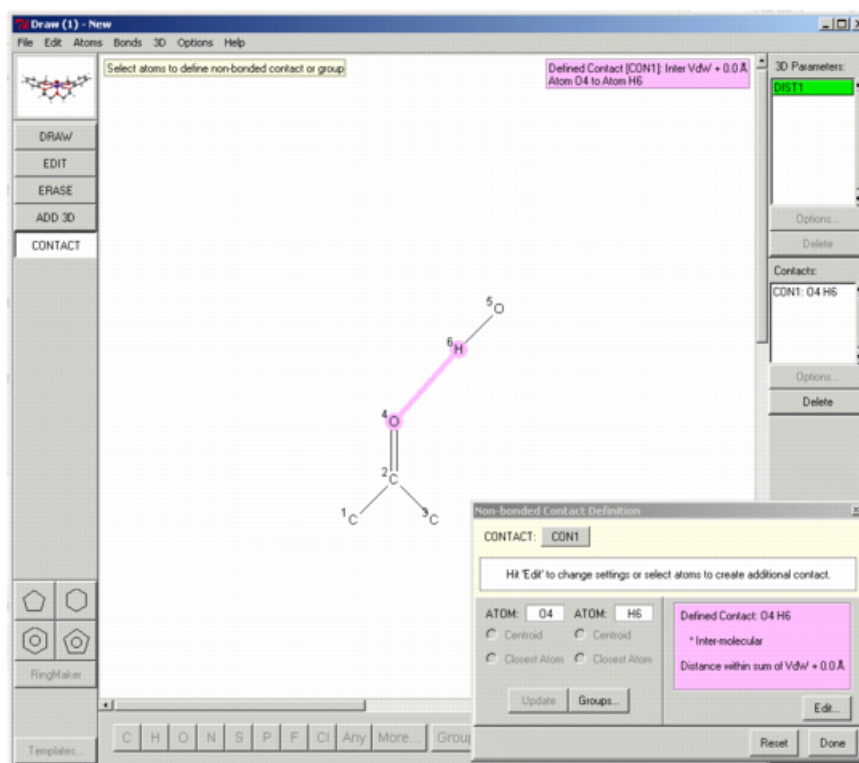 Draw (1) - New
File Edit Atoms Bonds 3D Options Help
Select atoms to define non-bonded contact or group
Defined Contact [CON1]: Inter VdW + 0.0 Å
Atom O4 to Atom H6
3D Parameters:
DIST1
Options...
Delete
DRAW
EDIT
ERASE
ADD 3D
CONTACT
Contacts:
CON1: O4 H6
Options...
Delete
5 O
6 H
4 O
2 C
1 C
3 C
Non-bonded Contact Definition
CONTACT: CON1
Hit 'Edit' to change settings or select atoms to create additional contact.
ATOM: O4 ATOM: H6
Centroid Centroid
Closest Atom Closest Atom
Update Groups...
Defined Contact: O4 H6
* Inter-molecular
Distance within sum of VdW + 0.0 Å
Edit...
Reset Done
RingMaker
Templates...
C H O N S P F Cl Any More... Group